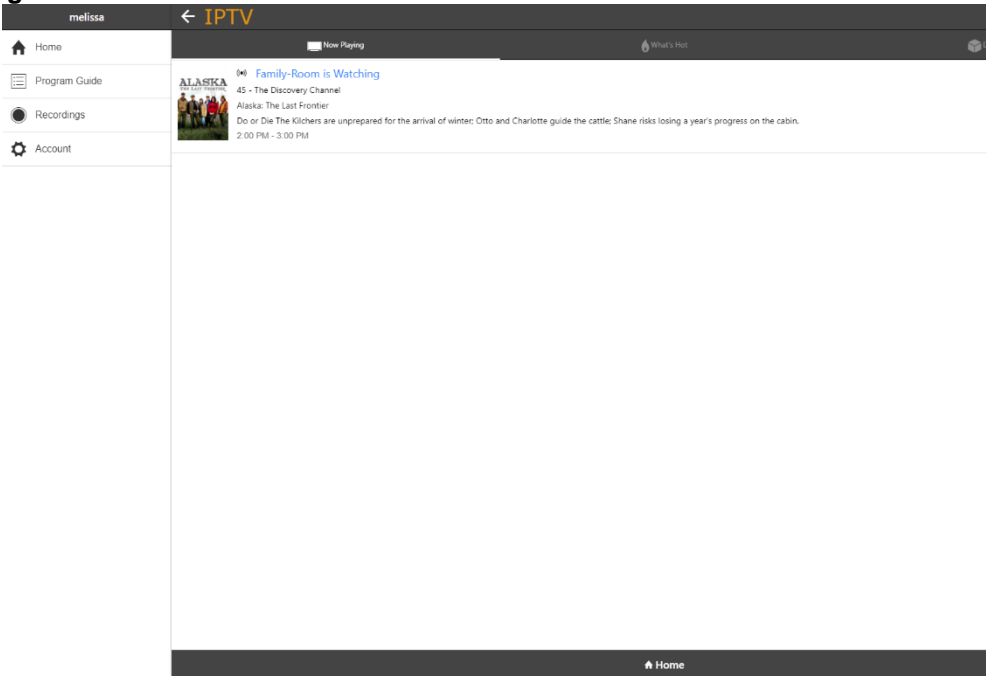 melissa
← IPTV
Home
Program Guide
Recordings
Account
Now Playing
What's Hot
ALASKA
THE LAST FRONTIER
Family-Room is Watching
45 - The Discovery Channel
Alaska: The Last Frontier
Do or Die The Kilchers are unprepared for the arrival of winter; Otto and Charlotte guide the cattle; Shane risks losing a year's progress on the cabin.
2:00 PM - 3:00 PM
Home